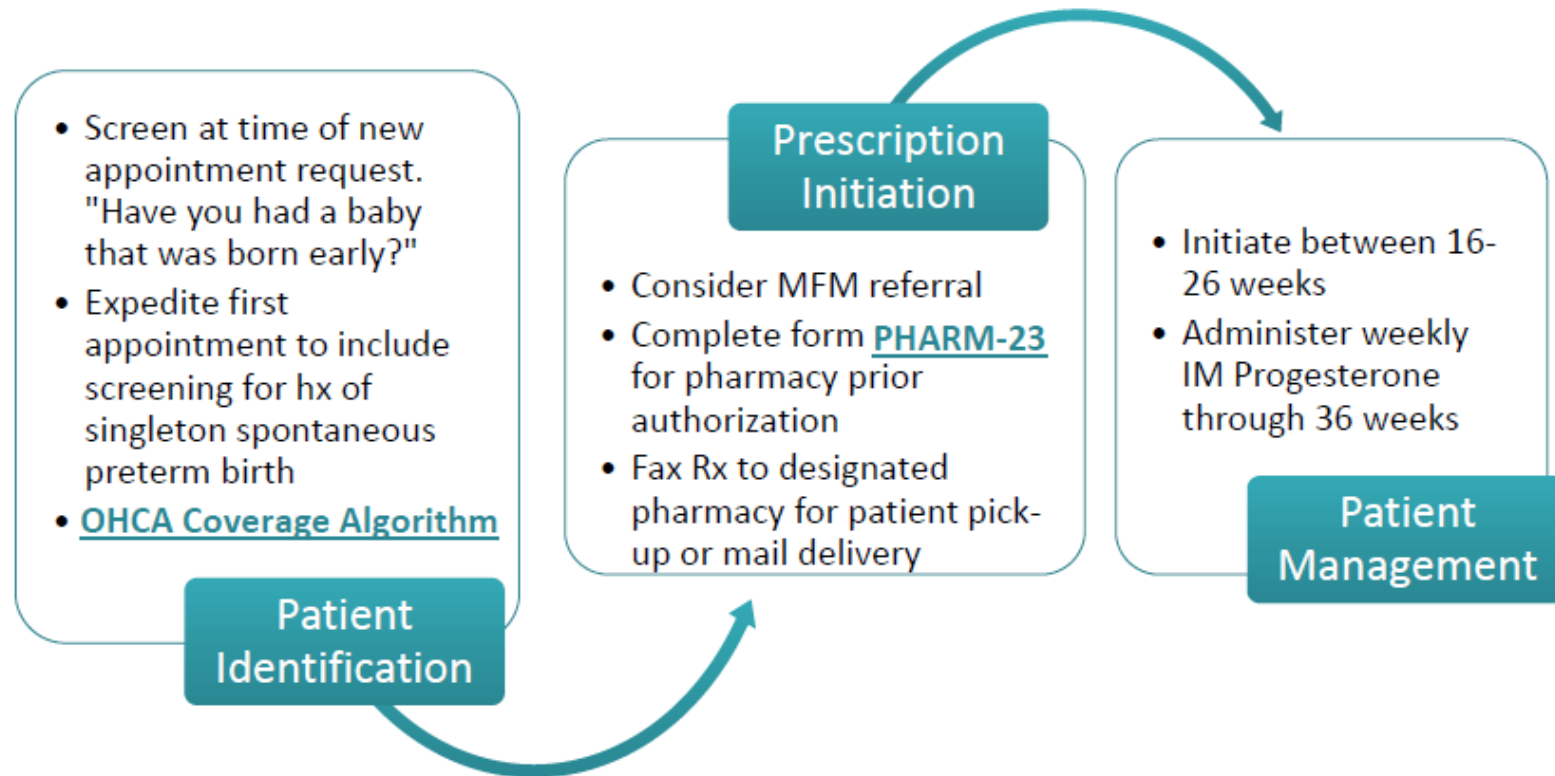 • Screen at time of new
appointment request.
"Have you had a baby
that was born early?"
• Expedite first
appointment to include
screening for hx of
singleton spontaneous
preterm birth
• OHCA Coverage Algorithm
Patient
Identification
Prescription
Initiation
• Consider MFM referral
• Complete form PHARM-23
for pharmacy prior
authorization
• Fax Rx to designated
pharmacy for patient pick-
up or mail delivery
• Initiate between 16-
26 weeks
• Administer weekly
IM Progesterone
through 36 weeks
Patient
Management